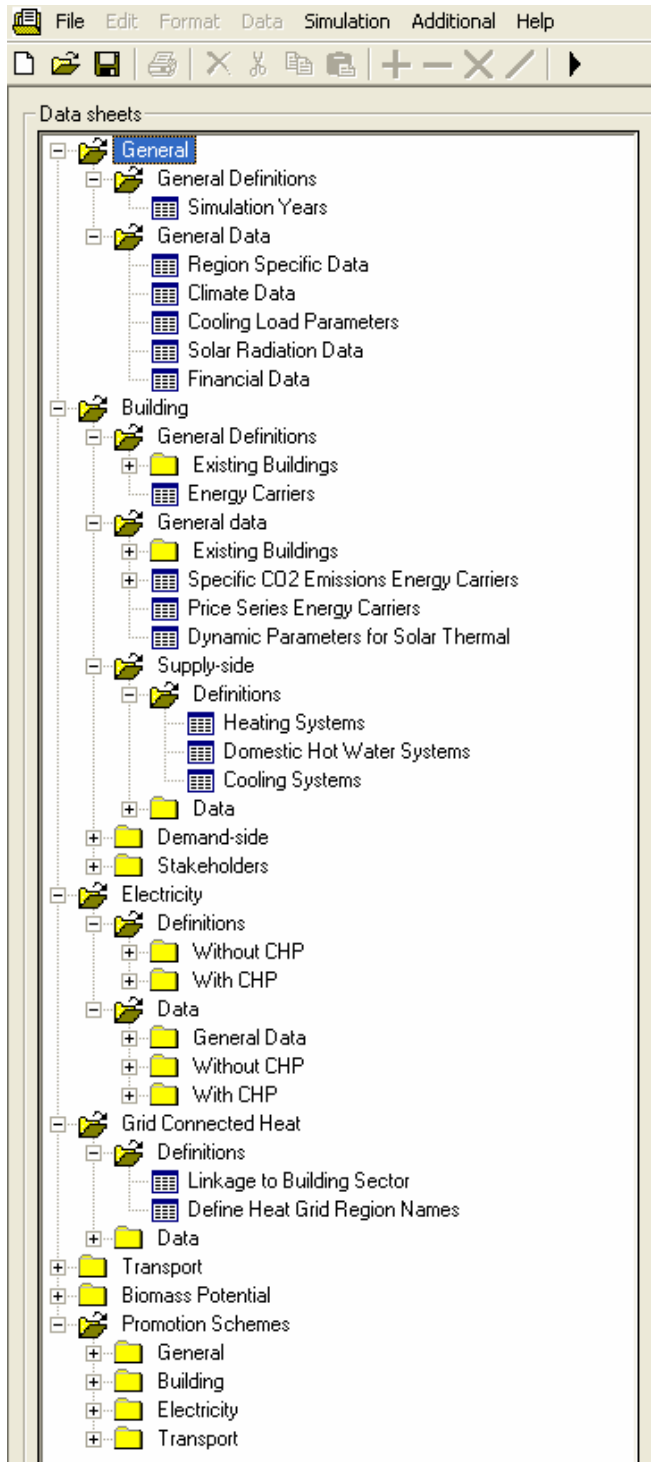 File Edit Format Data Simulation Additional Help
Data sheets
General
General Definitions
Simulation Years
General Data
Region Specific Data
Climate Data
Cooling Load Parameters
Solar Radiation Data
Financial Data
Building
General Definitions
Existing Buildings
Energy Carriers
General data
Existing Buildings
Specific CO2 Emissions Energy Carriers
Price Series Energy Carriers
Dynamic Parameters for Solar Thermal
Supply-side
Definitions
Heating Systems
Domestic Hot Water Systems
Cooling Systems
Data
Demand-side
Stakeholders
Electricity
Definitions
Without CHP
With CHP
Data
General Data
Without CHP
With CHP
Grid Connected Heat
Definitions
Linkage to Building Sector
Define Heat Grid Region Names
Data
Transport
Biomass Potential
Promotion Schemes
General
Building
Electricity
Transport